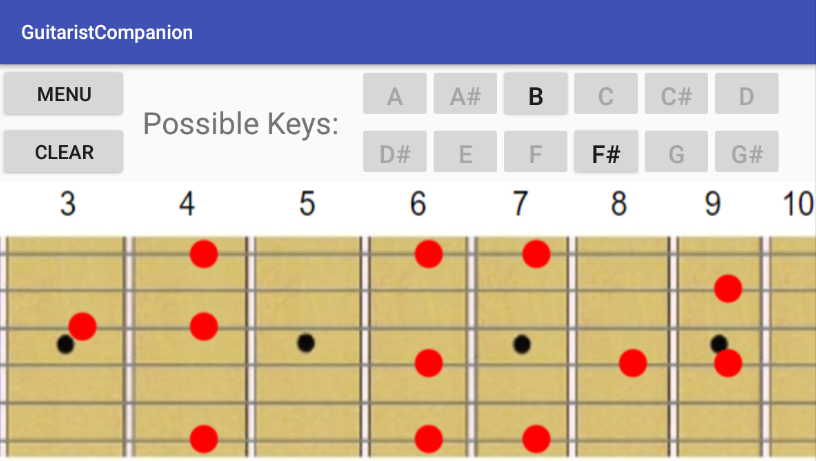 GuitaristCompanion
MENU
CLEAR
Possible Keys:
A A# B C C# D
D# E F F# G G#
3 4 5 6 7 8 9 10